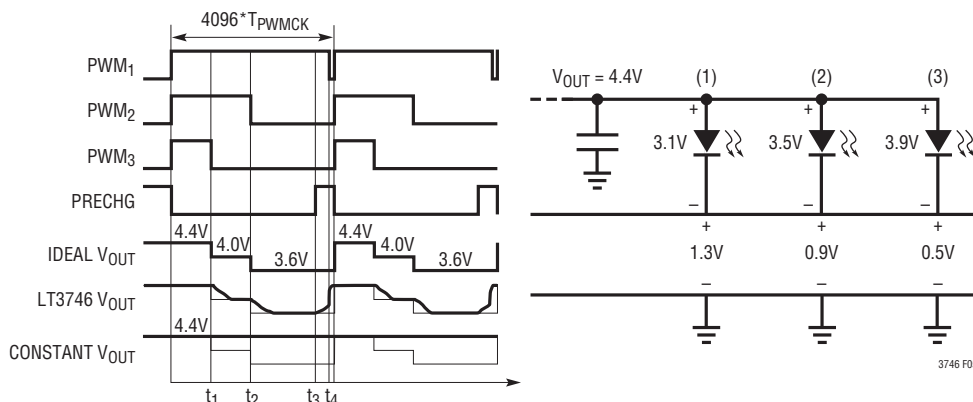 4096*TPWMCK
PWM1
PWM2
PWM3
PRECHG
IDEAL VOUT
4.4V 4.0V 3.6V 4.4V 4.0V 3.6V
LT3746 VOUT
4.4V
CONSTANT VOUT
t1 t2 t3 t4
VOUT = 4.4V (1) (2) (3)
+ + +
3.1V 3.5V 3.9V
– – –
+ + +
1.3V 0.9V 0.5V
– – –
3746 F0